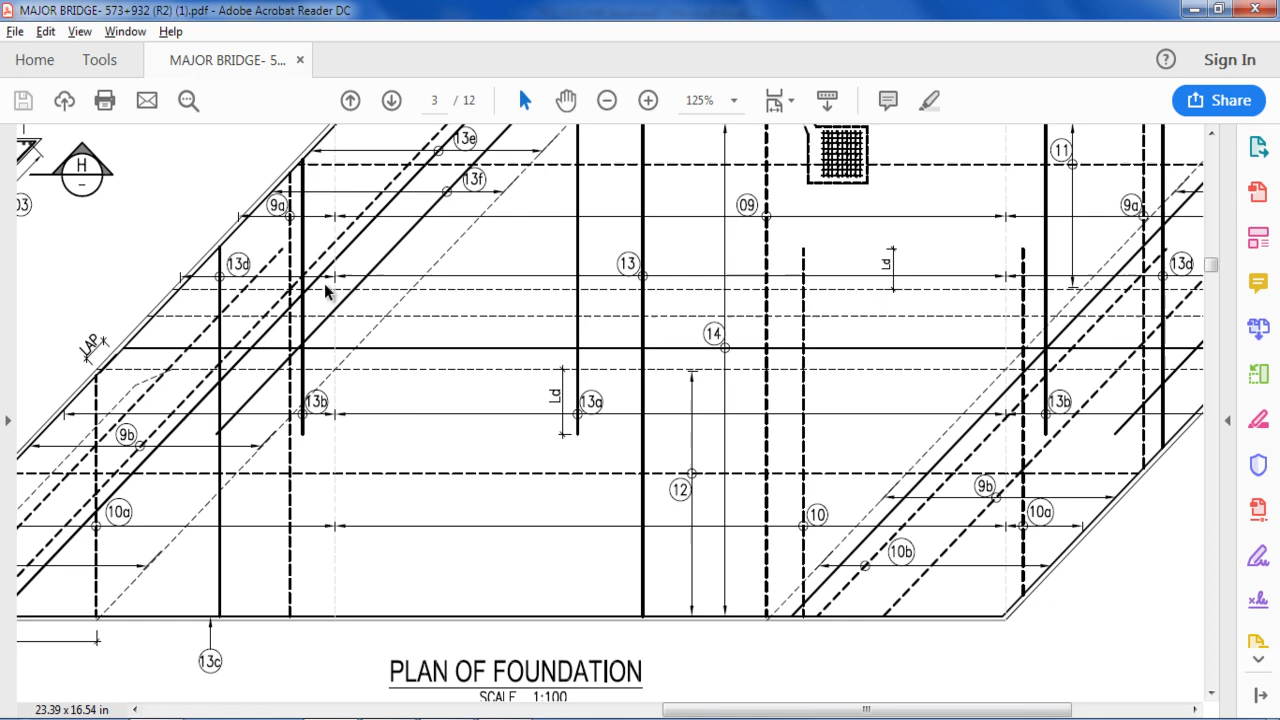 MAJOR BRIDGE- 573+932 (R2) (1).pdf - Adobe Acrobat Reader DC
File Edit View Window Help
Home Tools MAJOR BRIDGE- 5... × Sign In
3 / 12 125% Share
H
–
03
13e
13f
11
9a
09
9a
13d
13
Ld
13d
14
LAP
Ld
13b
13a
13b
9b
12
9b
10a
10
10a
10b
13c
PLAN OF FOUNDATION
SCALE 1:100
23.39 x 16.54 in